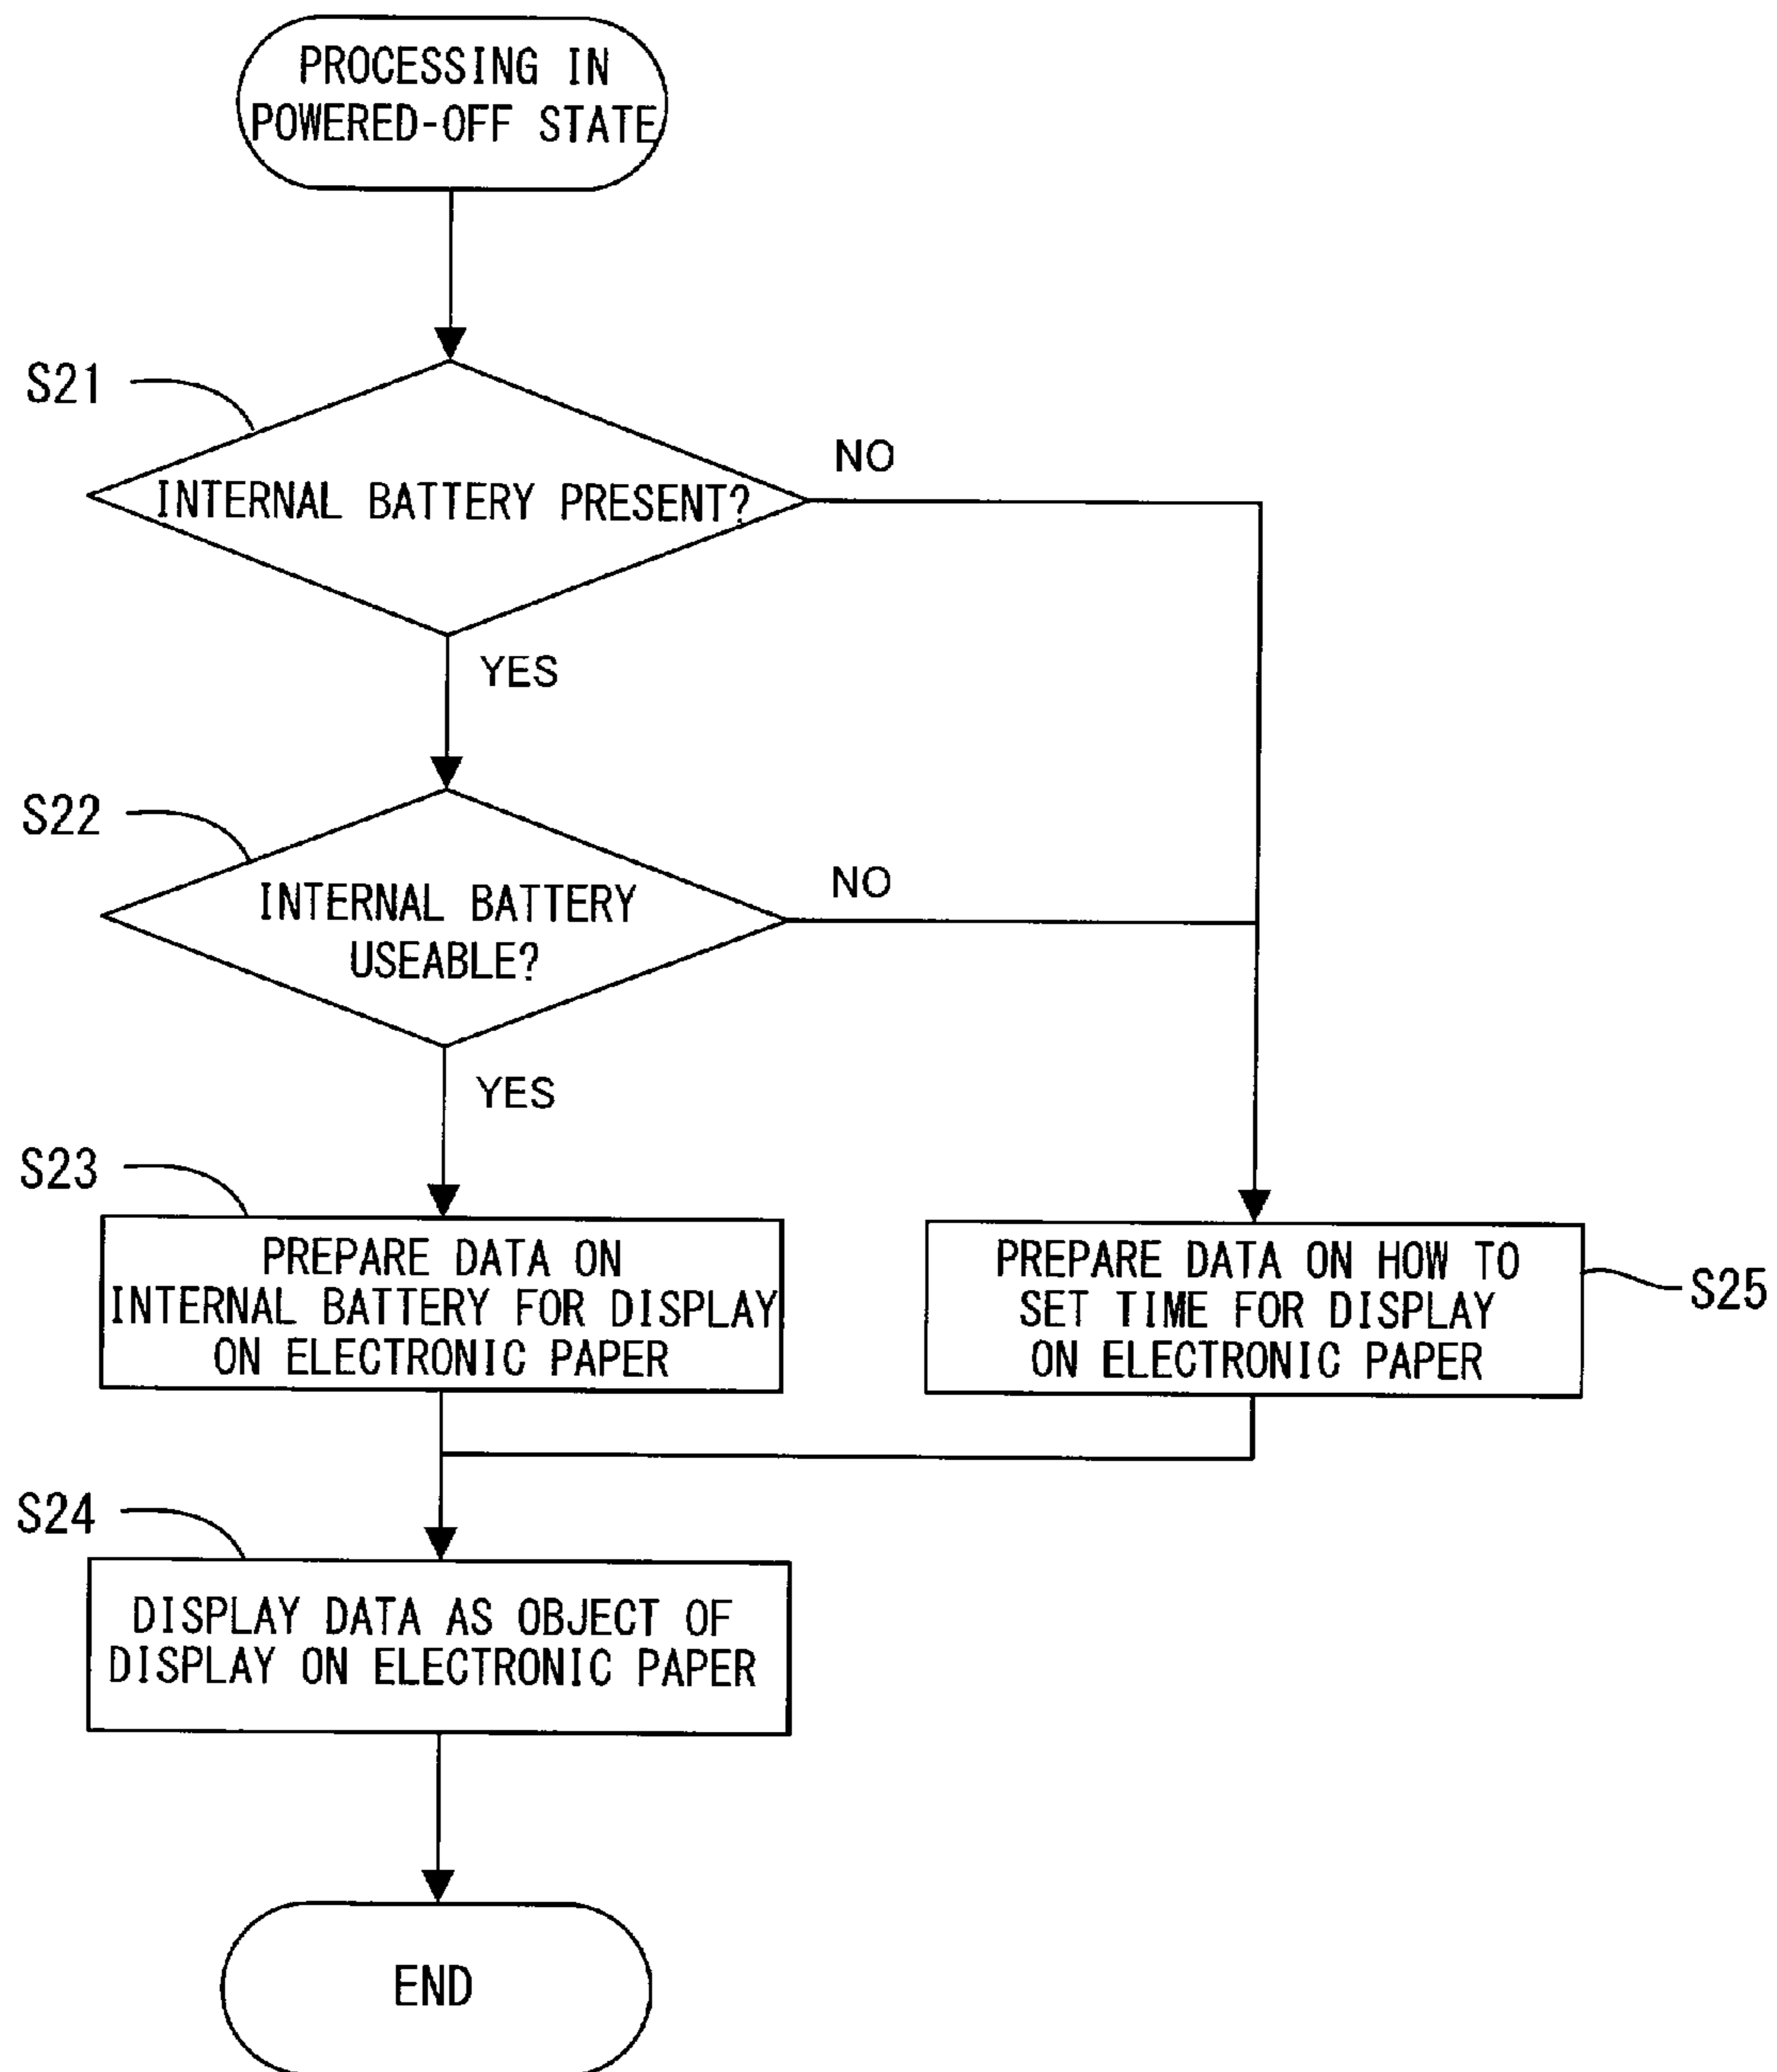 PROCESSING IN
POWERED-OFF STATE
S21
INTERNAL BATTERY PRESENT?
NO
YES
S22
INTERNAL BATTERY
USEABLE?
NO
YES
S23
PREPARE DATA ON
INTERNAL BATTERY FOR DISPLAY
ON ELECTRONIC PAPER
PREPARE DATA ON HOW TO
SET TIME FOR DISPLAY
ON ELECTRONIC PAPER
S25
S24
DISPLAY DATA AS OBJECT OF
DISPLAY ON ELECTRONIC PAPER
END